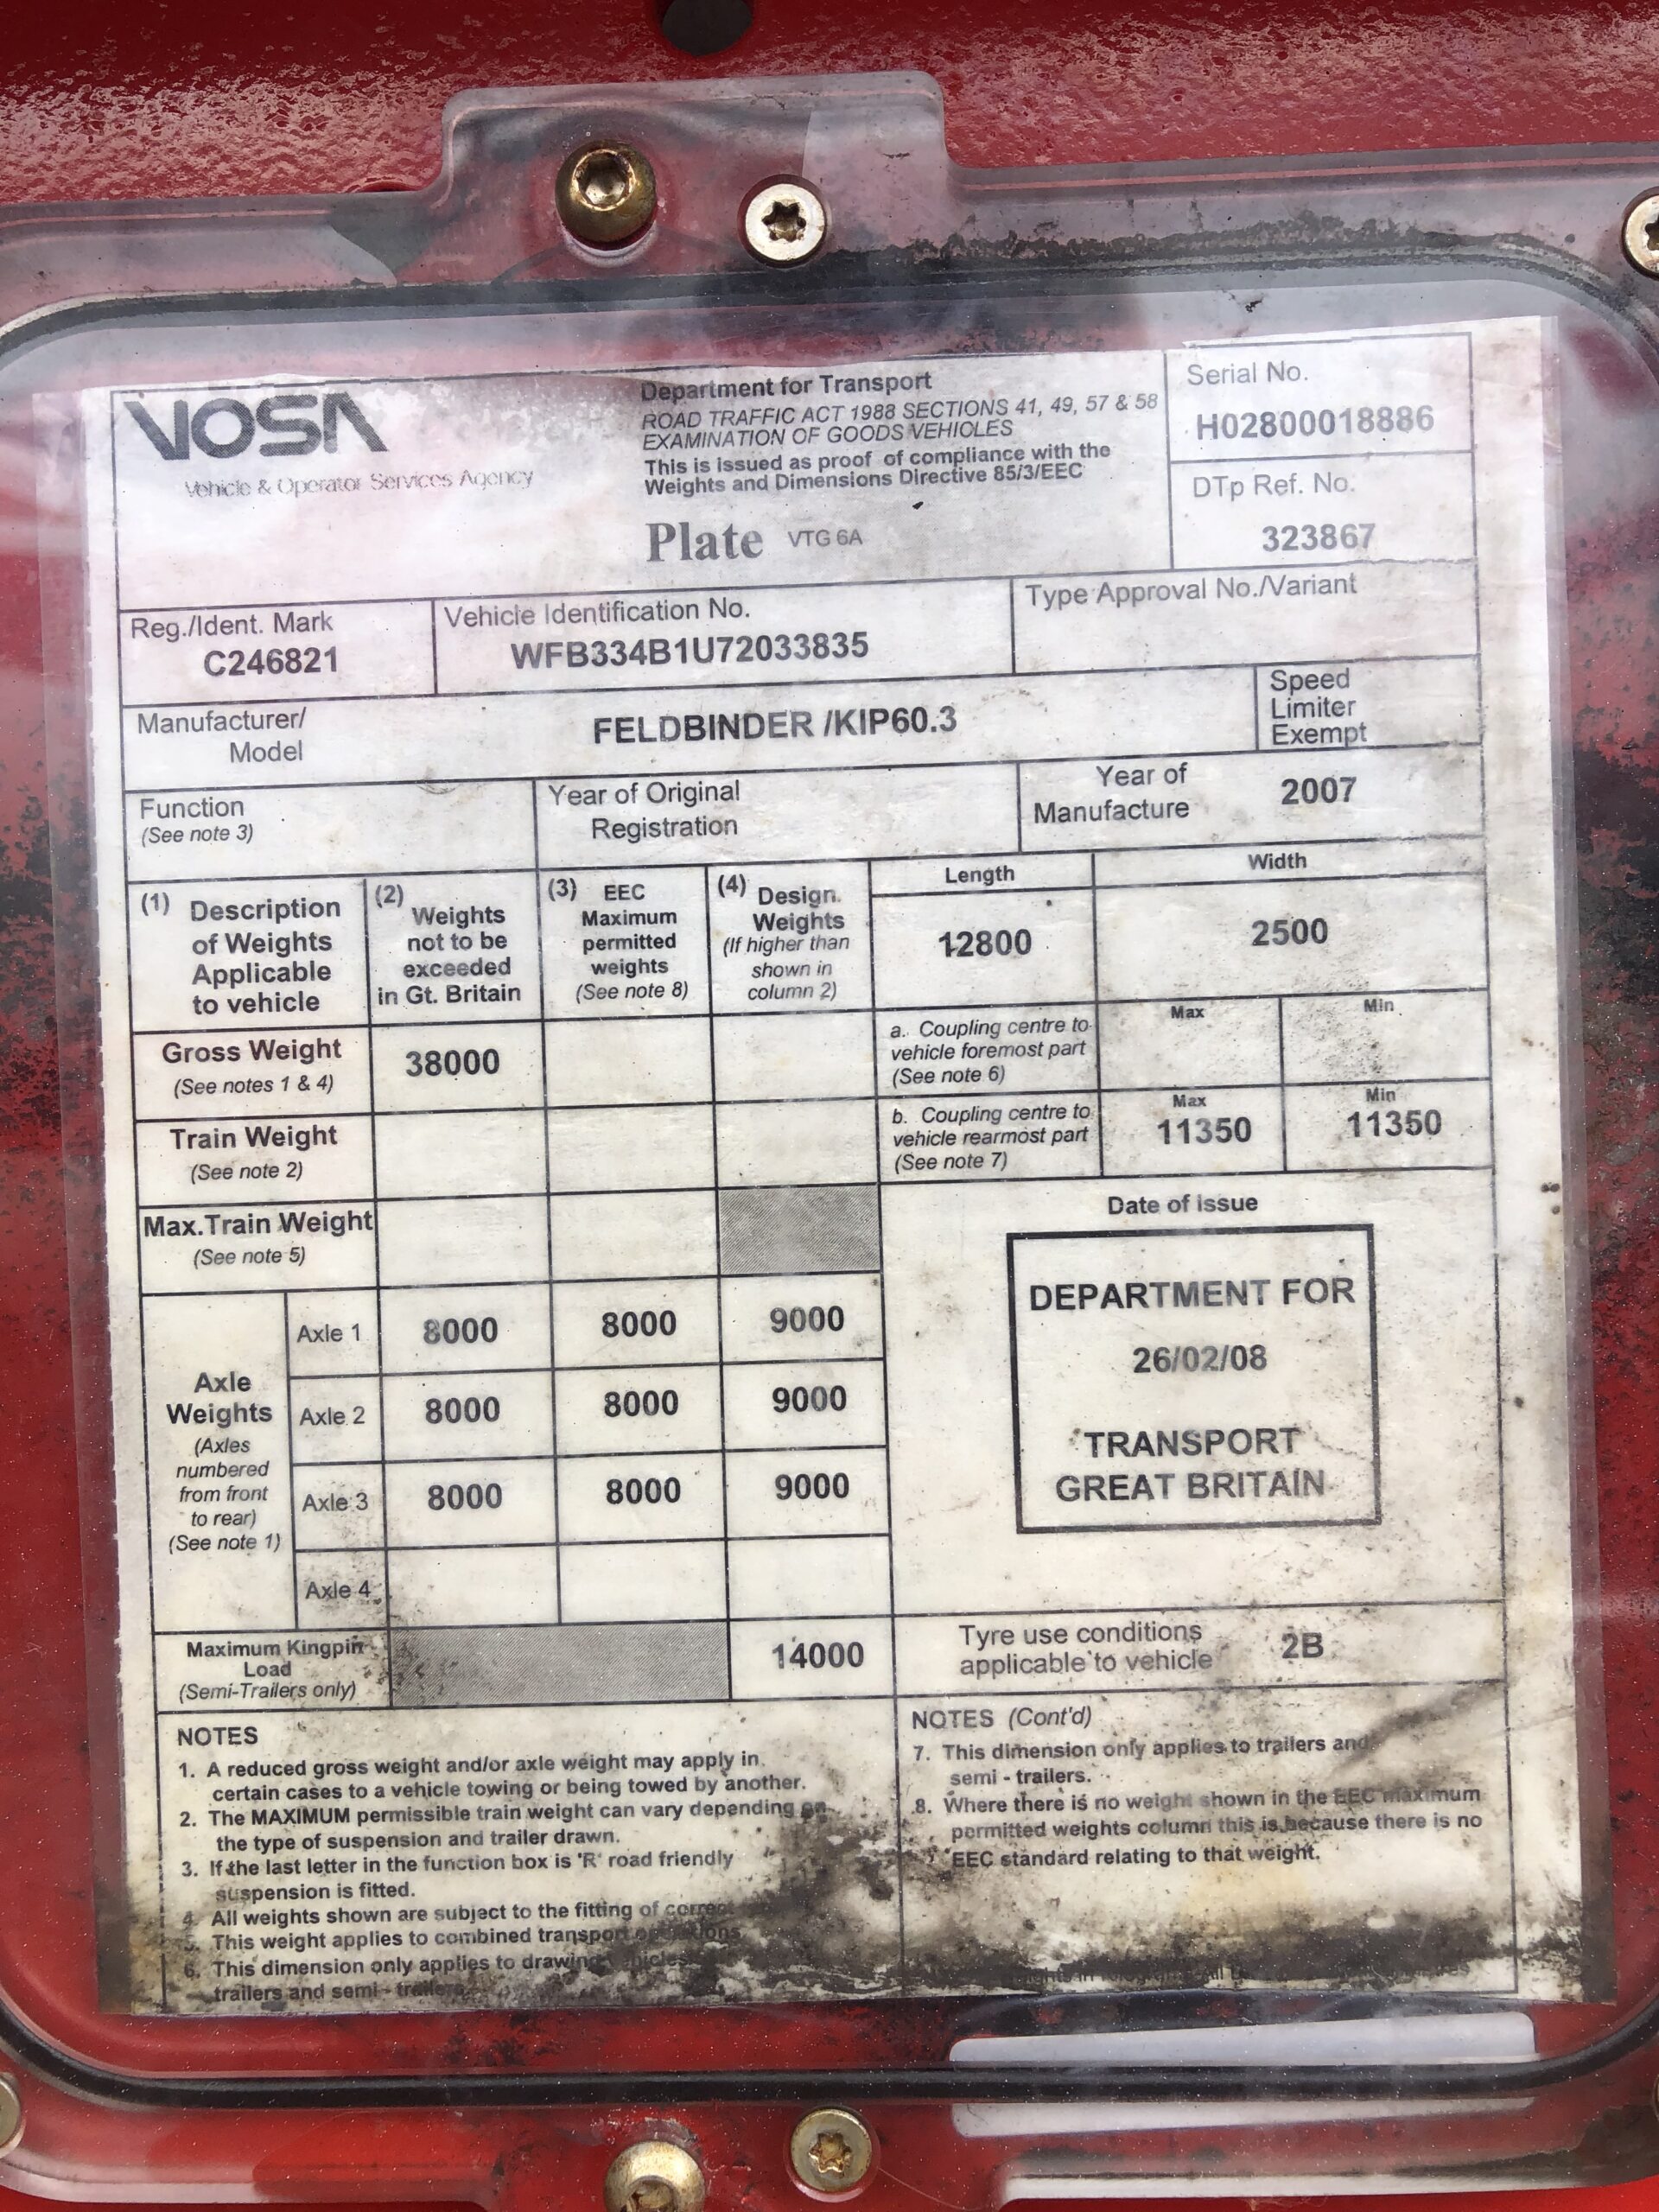 VOSA
Vehicle & Operator Services Agency
Department for Transport
ROAD TRAFFIC ACT 1988 SECTIONS 41, 49, 57 & 58
EXAMINATION OF GOODS VEHICLES
This is issued as proof of compliance with the
Weights and Dimensions Directive 85/3/EEC
Plate VTG 6A
Serial No.
H02800018886
DTp Ref. No.
323867
Reg./Ident. Mark
C246821
Vehicle Identification No.
WFB334B1U72033835
Type Approval No./Variant
Manufacturer/
Model
FELDBINDER /KIP60.3
Speed
Limiter
Exempt
Function
(See note 3)
Year of Original
Registration
Year of
Manufacture
2007
(1) Description
of Weights
Applicable
to vehicle
(2)
Weights
not to be
exceeded
in Gt. Britain
(3) EEC
Maximum
permitted
weights
(See note 8)
(4) Design
Weights
(If higher than
shown in
column 2)
Length
12800
Width
2500
Gross Weight
(See notes 1 & 4)
38000
a. Coupling centre to
vehicle foremost part
(See note 6)
Max
Min
Train Weight
(See note 2)
b. Coupling centre to
vehicle rearmost part
(See note 7)
Max
11350
Min
11350
Max.Train Weight
(See note 5)
Date of issue
DEPARTMENT FOR
26/02/08
TRANSPORT
GREAT BRITAIN
Axle
Weights
(Axles
numbered
from front
to rear)
(See note 1)
Axle 1 8000 8000 9000
Axle 2 8000 8000 9000
Axle 3 8000 8000 9000
Axle 4
Maximum Kingpin
Load
(Semi-Trailers only)
14000
Tyre use conditions
applicable to vehicle
2B
NOTES
1. A reduced gross weight and/or axle weight may apply in
certain cases to a vehicle towing or being towed by another.
2. The MAXIMUM permissible train weight can vary depending on
the type of suspension and trailer drawn.
3. If the last letter in the function box is 'R' road friendly
suspension is fitted.
4. All weights shown are subject to the fitting of correct
5. This weight applies to combined transport operations
6. This dimension only applies to drawing vehicles
trailers and semi - trailers
NOTES (Cont'd)
7. This dimension only applies to trailers and
semi - trailers.
8. Where there is no weight shown in the EEC maximum
permitted weights column this is because there is no
EEC standard relating to that weight.